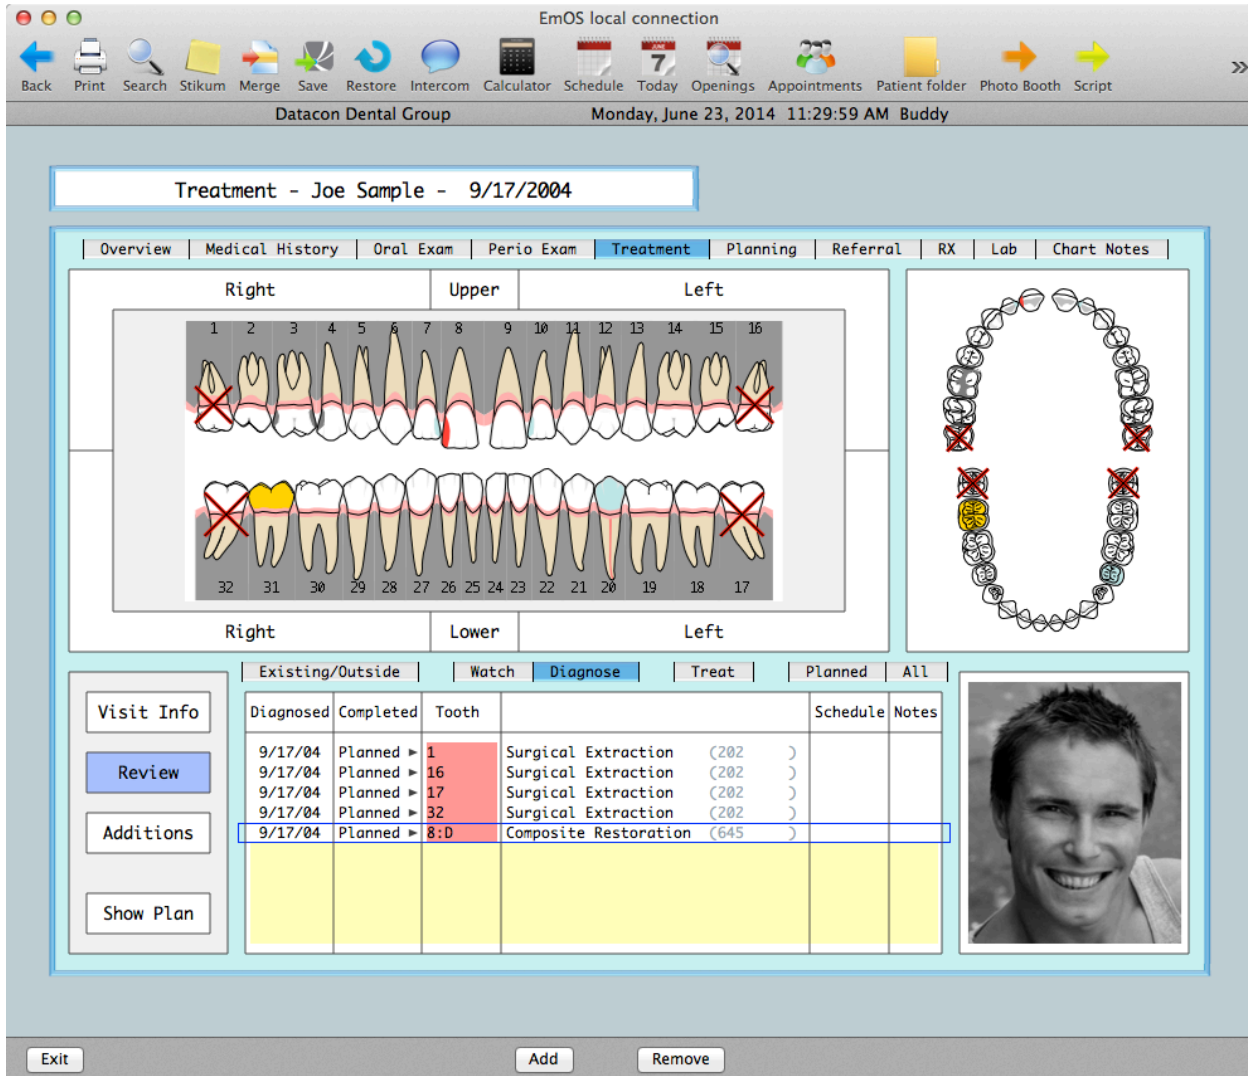 EmOS local connection
Back Print Search Stikum Merge Save Restore Intercom Calculator Schedule JUNE 7 Today Openings Appointments Patient folder Photo Booth Script »
Datacon Dental Group Monday, June 23, 2014 11:29:59 AM Buddy
Treatment - Joe Sample - 9/17/2004
Overview Medical History Oral Exam Perio Exam Treatment Planning Referral RX Lab Chart Notes
Right Upper Left
1 2 3 4 5 6 7 8 9 10 11 12 13 14 15 16
32 31 30 29 28 27 26 25 24 23 22 21 20 19 18 17
Right Lower Left
Existing/Outside Watch Diagnose Treat Planned All
Visit Info
Review
Additions
Show Plan
Diagnosed Completed Tooth Schedule Notes
9/17/04 Planned ► 1 Surgical Extraction (202 )
9/17/04 Planned ► 16 Surgical Extraction (202 )
9/17/04 Planned ► 17 Surgical Extraction (202 )
9/17/04 Planned ► 32 Surgical Extraction (202 )
9/17/04 Planned ► 8:D Composite Restoration (645 )
Exit Add Remove